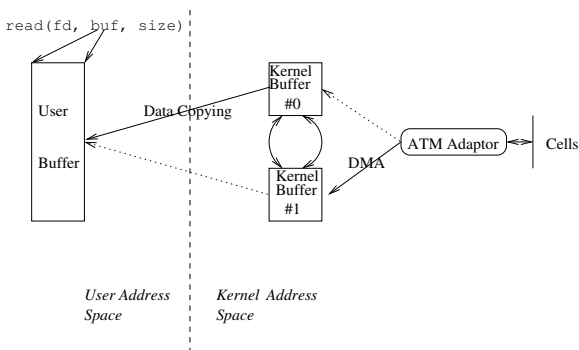 read(fd, buf, size)
User
Buffer
Data Copying
Kernel
Buffer
#0
Kernel
Buffer
#1
DMA
ATM Adaptor
Cells
User Address
Space
Kernel Address
Space